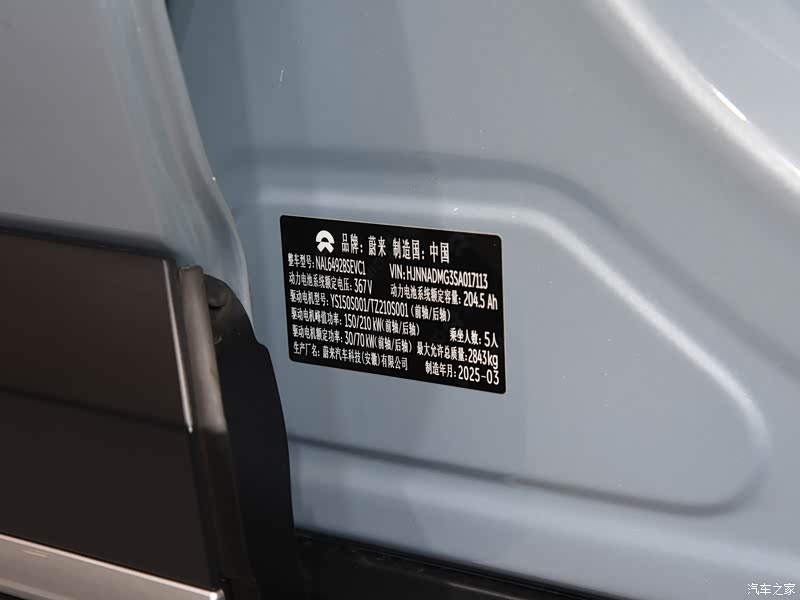 品牌：蔚来 制造国：中国
整车型号：NAL6492BSEVC1 VIN：HJNNADMG3SA017113
动力电池系统额定电压：367V 动力电池系统额定容量：204.5Ah
驱动电机型号：YS150S001/TZ210S001（前轴/后轴）
驱动电机峰值功率：150/210kW（前轴/后轴） 乘坐人数：5人
驱动电机额定功率：30/70kW（前轴/后轴） 最大允许总质量：2843kg
生产厂名：蔚来汽车科技（安徽）有限公司 制造年月：2025-03
汽车之家